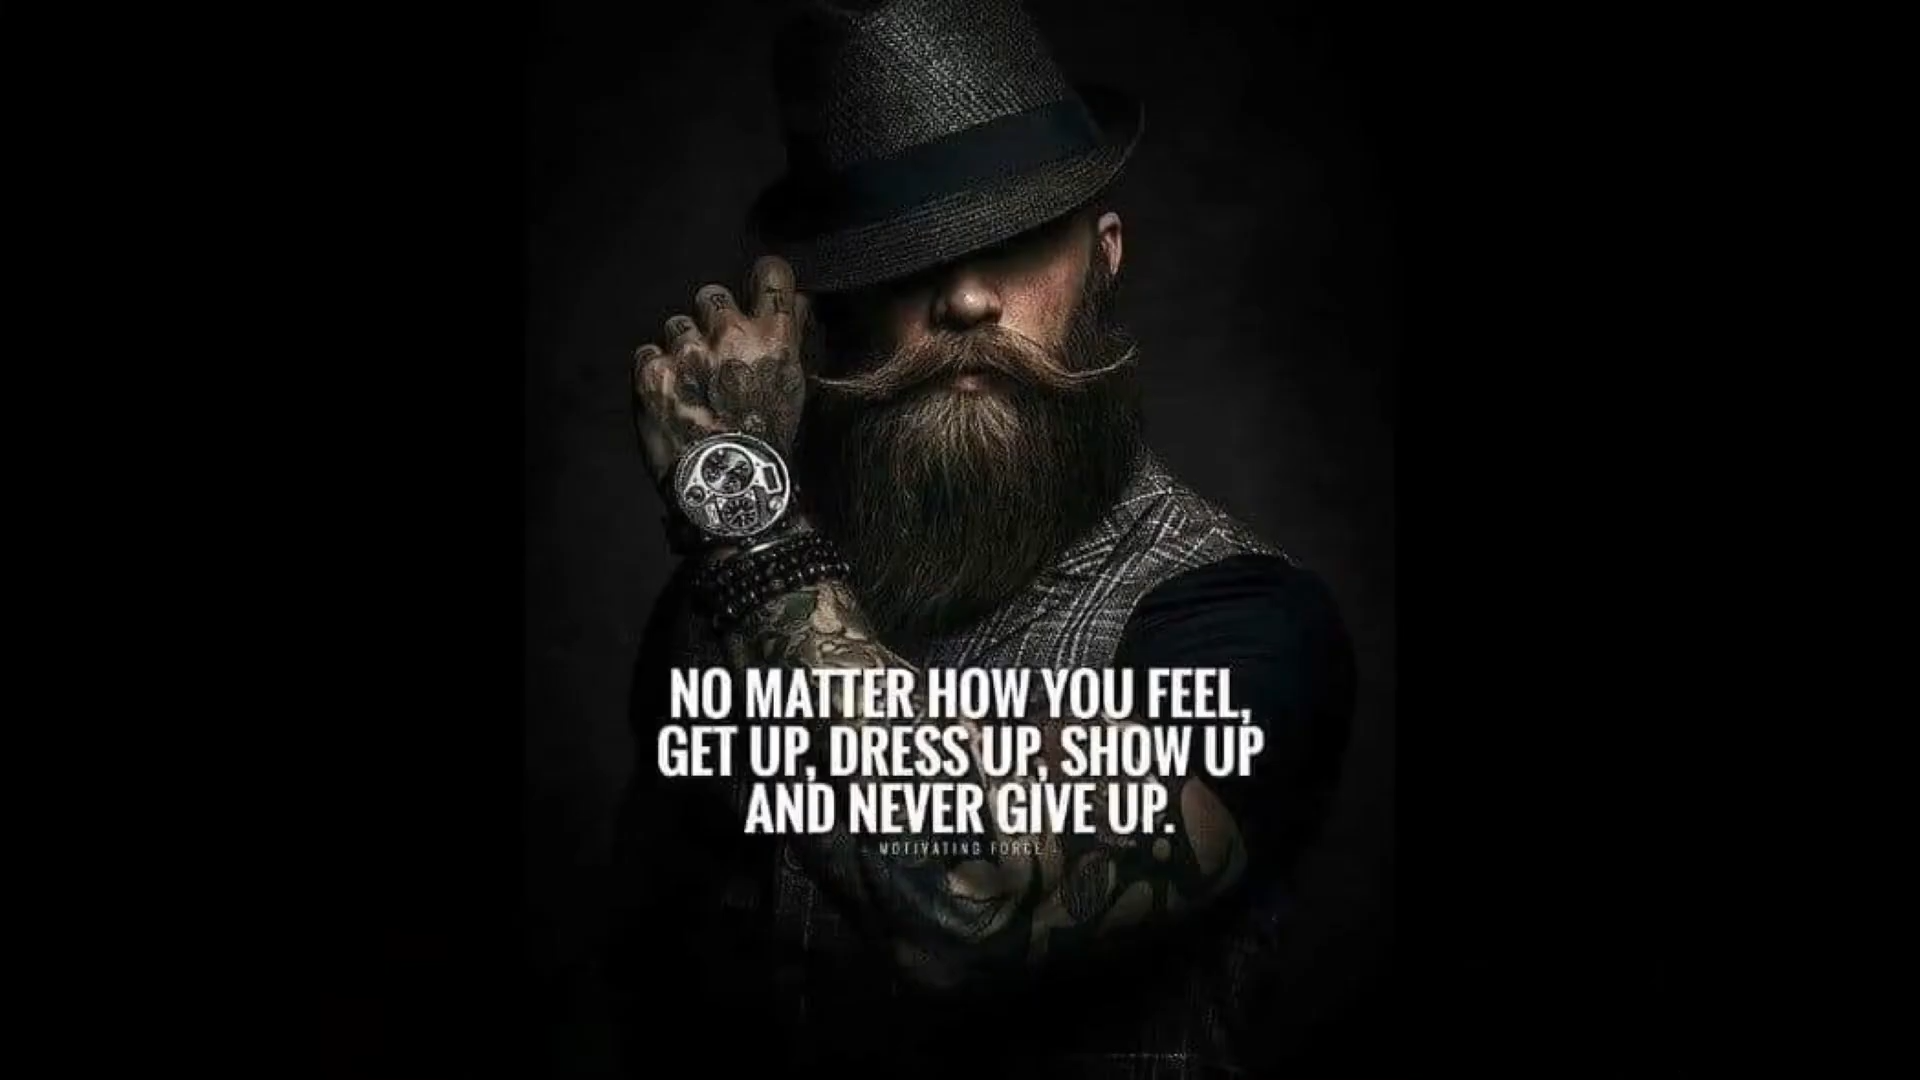 NO MATTER HOW YOU FEEL,
GET UP, DRESS UP, SHOW UP
AND NEVER GIVE UP.
- MOTIVATING FORCE -